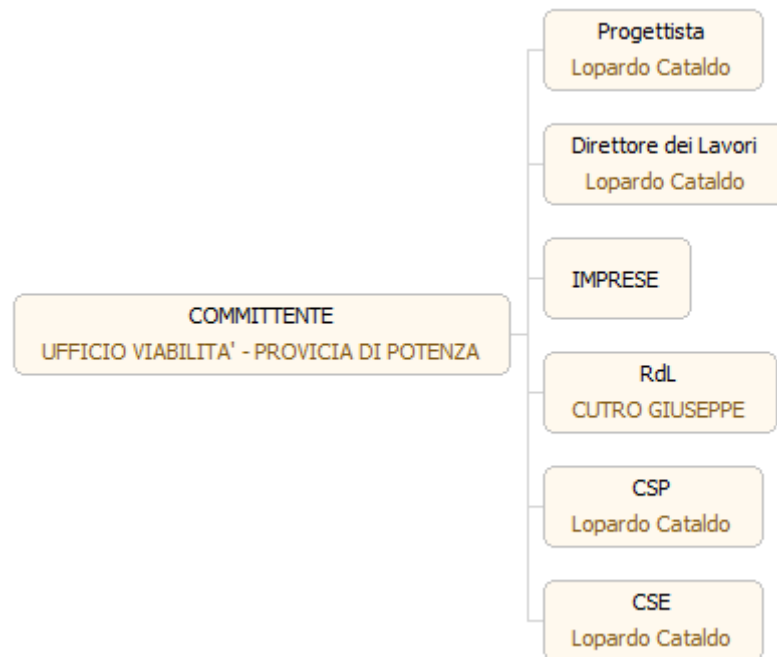 Progettista
Lopardo Cataldo
Direttore dei Lavori
Lopardo Cataldo
IMPRESE
COMMITTENTE
UFFICIO VIABILITA' - PROVICIA DI POTENZA
RdL
CUTRO GIUSEPPE
CSP
Lopardo Cataldo
CSE
Lopardo Cataldo